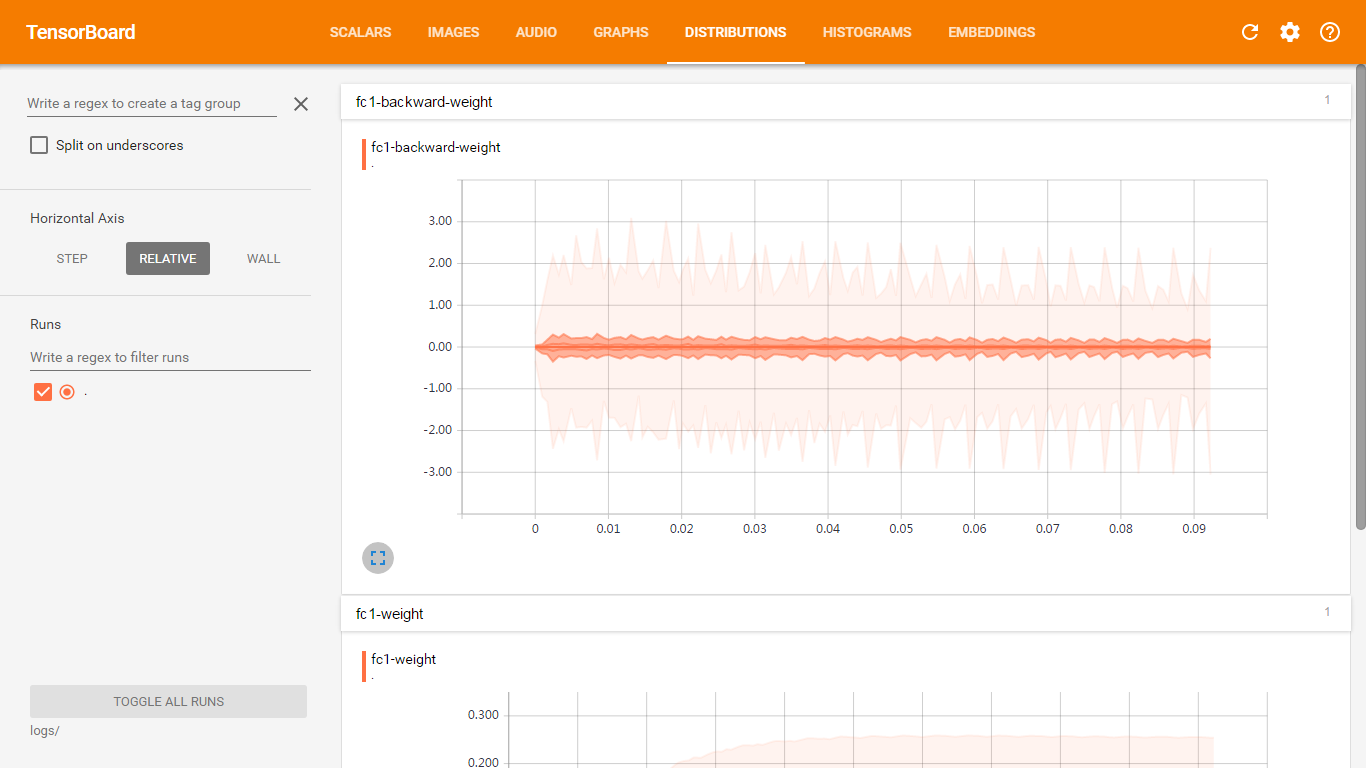 TensorBoard SCALARS IMAGES AUDIO GRAPHS DISTRIBUTIONS HISTOGRAMS EMBEDDINGS
Write a regex to create a tag group
Split on underscores
Horizontal Axis
STEP RELATIVE WALL
Runs
Write a regex to filter runs
.
TOGGLE ALL RUNS
logs/
fc1-backward-weight 1
fc1-backward-weight
.
3.00
2.00
1.00
0.00
-1.00
-2.00
-3.00
0 0.01 0.02 0.03 0.04 0.05 0.06 0.07 0.08 0.09
fc1-weight 1
fc1-weight
.
0.300
0.200